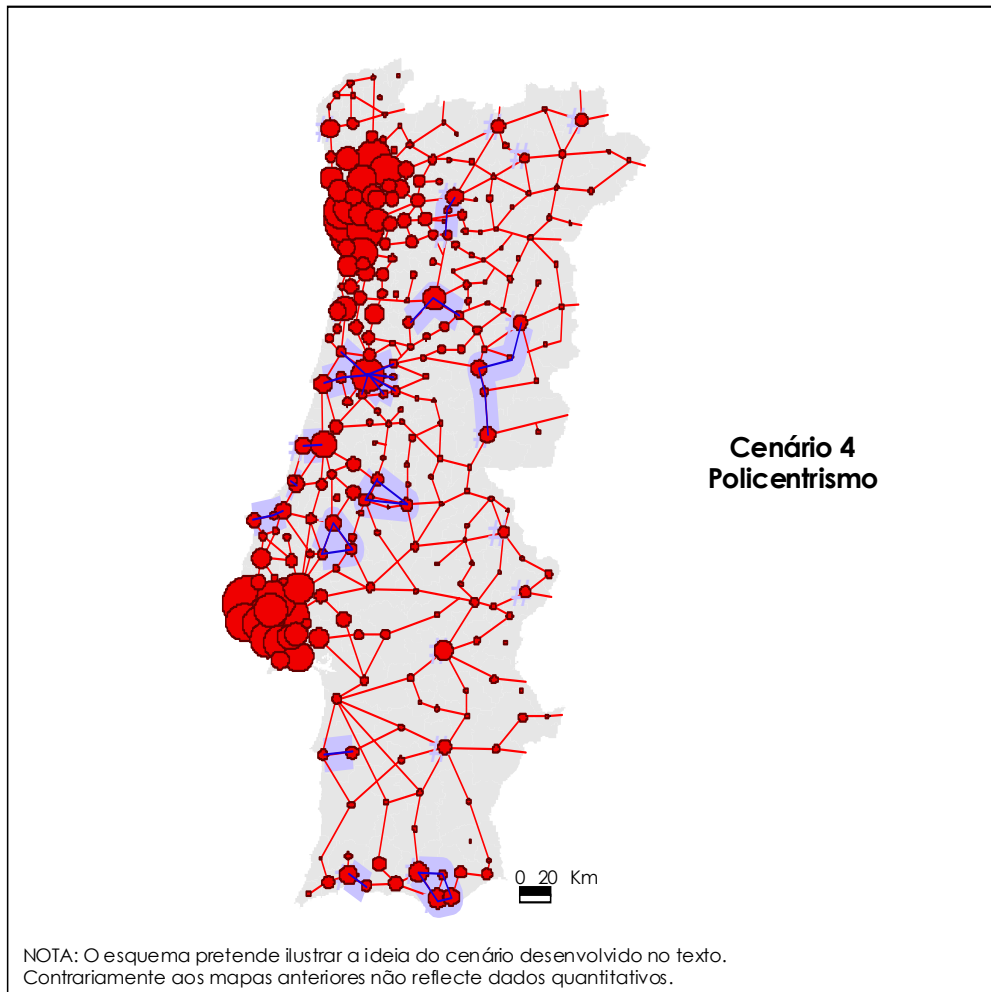 Cenário 4
Policentrismo
0 20 Km
NOTA: O esquema pretende ilustrar a ideia do cenário desenvolvido no texto.
Contrariamente aos mapas anteriores não reflecte dados quantitativos.